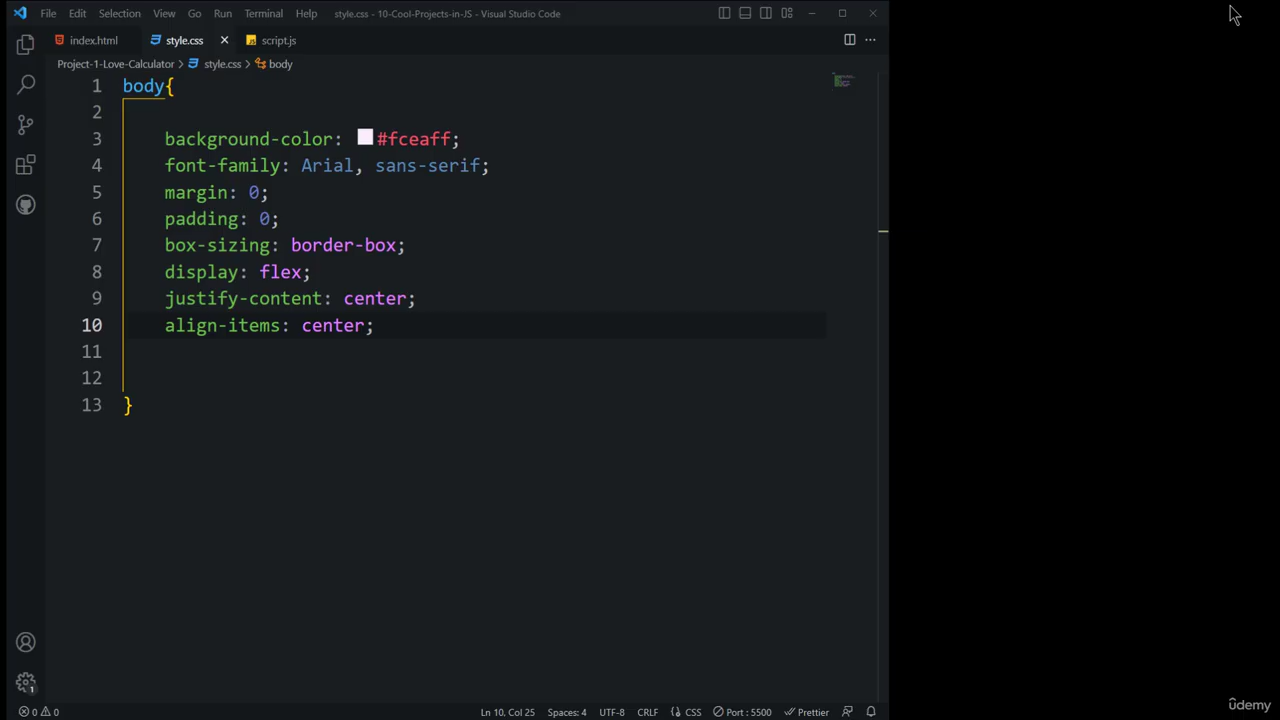 File Edit Selection View Go Run Terminal Help style.css - 10-Cool-Projects-in-JS - Visual Studio Code
index.html style.css script.js
Project-1-Love-Calculator > style.css > body
1 body{
2
3 background-color: #fceaff;
4 font-family: Arial, sans-serif;
5 margin: 0;
6 padding: 0;
7 box-sizing: border-box;
8 display: flex;
9 justify-content: center;
10 align-items: center;
11
12
13 }
1
0 0 Ln 10, Col 25 Spaces: 4 UTF-8 CRLF CSS Port : 5500 Prettier
ûdemy